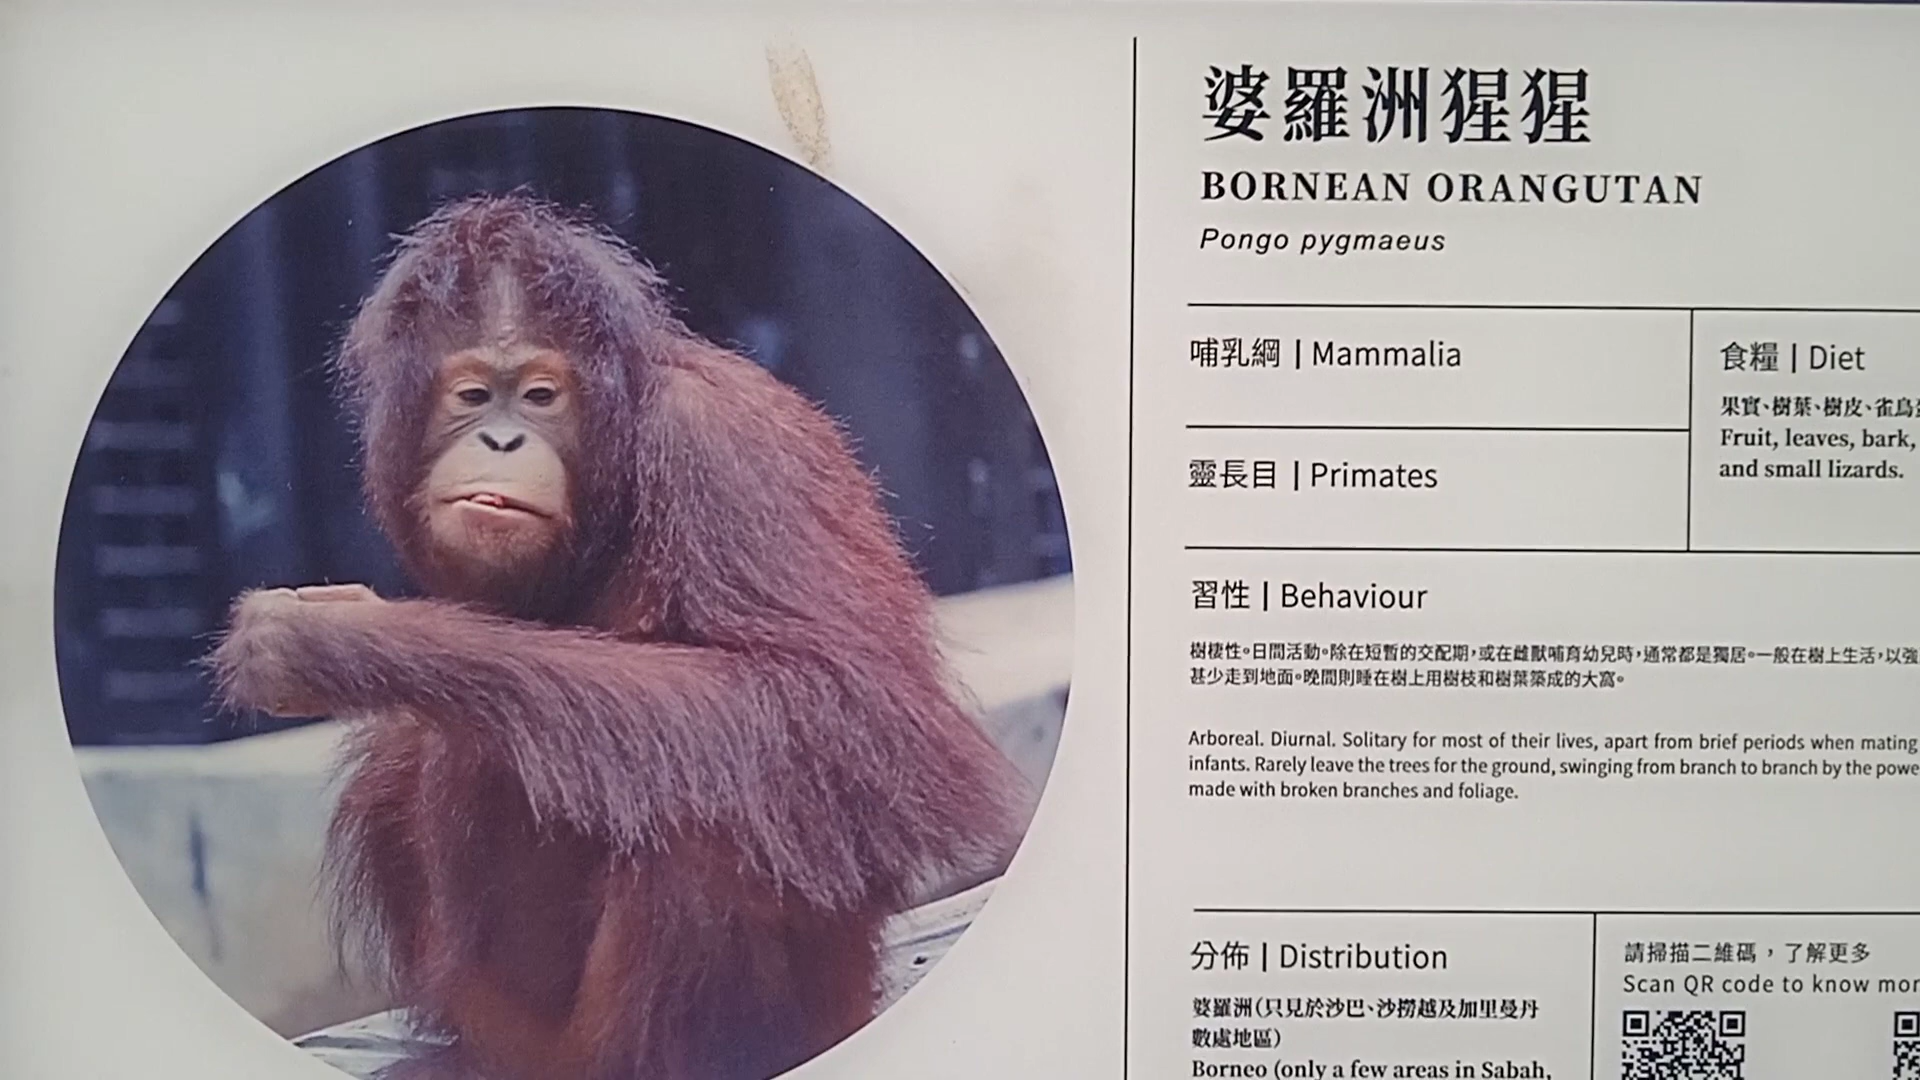 婆羅洲猩猩
BORNEAN ORANGUTAN
Pongo pygmaeus
哺乳綱 | Mammalia
靈長目 | Primates
食糧 | Diet
果實、樹葉、樹皮、雀鳥
Fruit, leaves, bark,
and small lizards.
習性 | Behaviour
樹棲性。日間活動。除在短暫的交配期，或在雌獸哺育幼兒時，通常都是獨居。一般在樹上生活，以強
甚少走到地面。晚間則睡在樹上用樹枝和樹葉築成的大窩。
Arboreal. Diurnal. Solitary for most of their lives, apart from brief periods when mating
infants. Rarely leave the trees for the ground, swinging from branch to branch by the powe
made with broken branches and foliage.
分佈 | Distribution
婆羅洲（只見於沙巴、沙撈越及加里曼丹
數處地區）
Borneo (only a few areas in Sabah,
請掃描二維碼，了解更多
Scan QR code to know mor